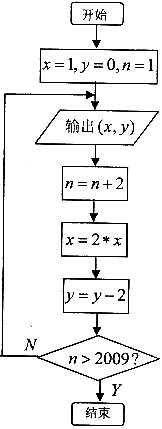 开始
x=1,y=0,n=1
输出(x,y)
n=n+2
x=2*x
y=y-2
N
n>2009?
Y
结束